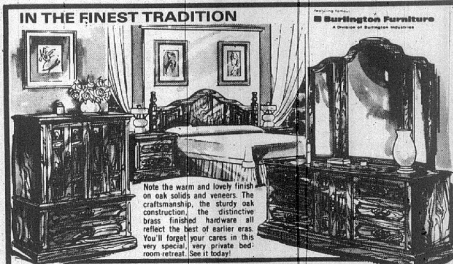 IN THE FINEST TRADITION
Burlington Furniture
A Division of Burlington Industries
Note the warm and lovely finish
on oak solids and veneers. The
craftsmanship, the sturdy oak
construction, the distinctive
brass finished hardware all
reflect the best of earlier eras.
You'll forget your cares in this
very special, very private bed-
room retreat. See it today!